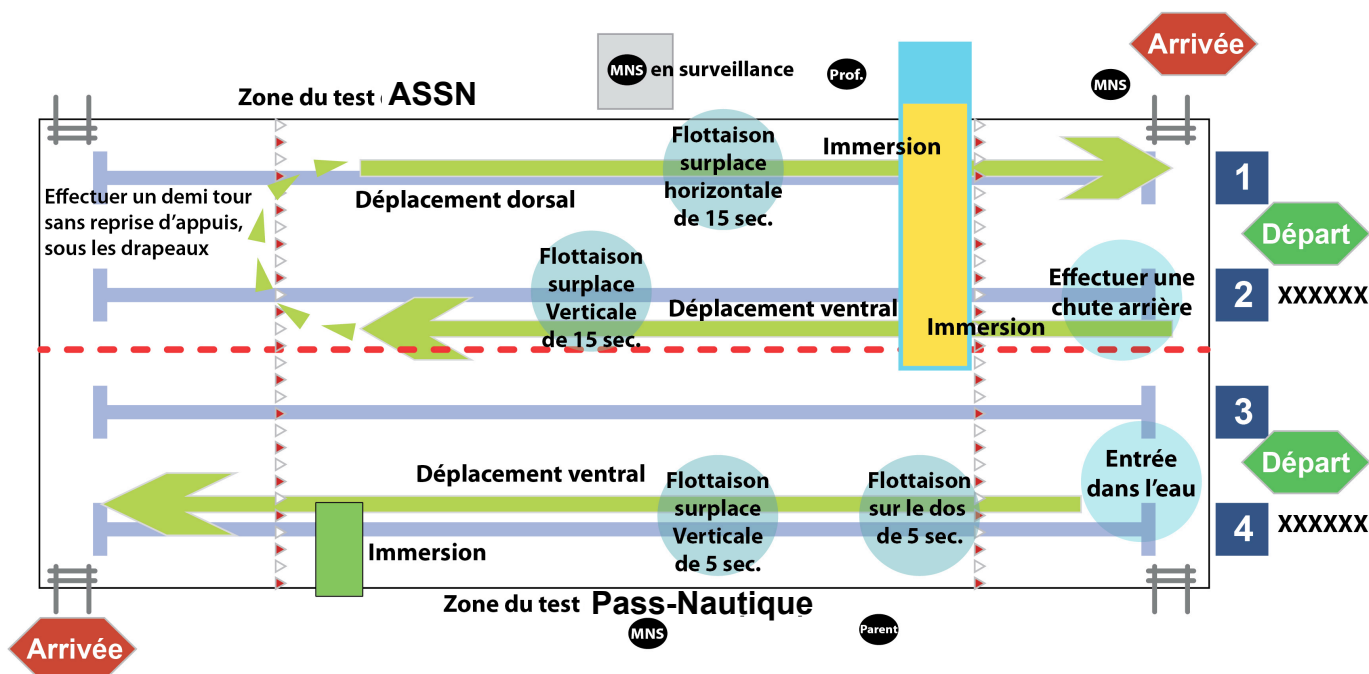 Arrivée
MNS en surveillance
Prof.
MNS
Zone du test ASSN
Flottaison
surplace
horizontale
de 15 sec.
Immersion
1
Effectuer un demi tour
sans reprise d’appuis,
sous les drapeaux
Déplacement dorsal
Départ
Flottaison
surplace
Verticale
de 15 sec.
Déplacement ventral
Immersion
Effectuer une
chute arrière
2 XXXXXX
3
Départ
Entrée
dans l’eau
Déplacement ventral
Flottaison
surplace
Verticale
de 5 sec.
Flottaison
sur le dos
de 5 sec.
4 XXXXXX
Immersion
Zone du test Pass-Nautique
MNS
Parent
Arrivée